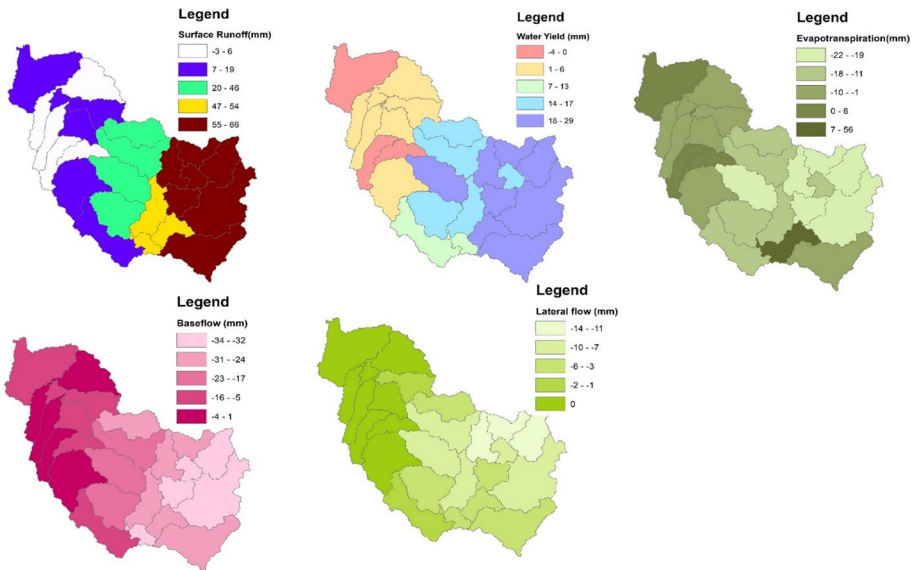 Legend
Surface Runoff(mm)
-3 - 6
7 - 19
20 - 46
47 - 54
55 - 66
Legend
Water Yield (mm)
-4 - 0
1 - 6
7 - 13
14 - 17
18 - 29
Legend
Evapotranspiration(mm)
-22 - -19
-18 - -11
-10 - -1
0 - 6
7 - 56
Legend
Baseflow (mm)
-34 - -32
-31 - -24
-23 - -17
-16 - -5
-4 - 1
Legend
Lateral flow (mm)
-14 - -11
-10 - -7
-6 - -3
-2 - -1
0